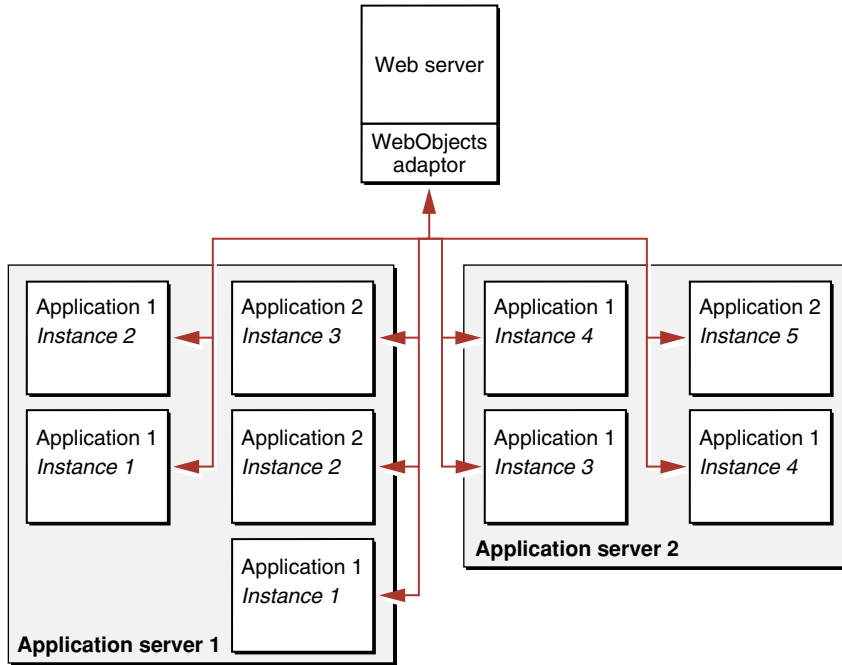 Web server
WebObjects
adaptor
Application 1
Instance 2
Application 2
Instance 3
Application 1
Instance 1
Application 2
Instance 2
Application 1
Instance 1
Application server 1
Application 1
Instance 4
Application 2
Instance 5
Application 1
Instance 3
Application 1
Instance 4
Application server 2